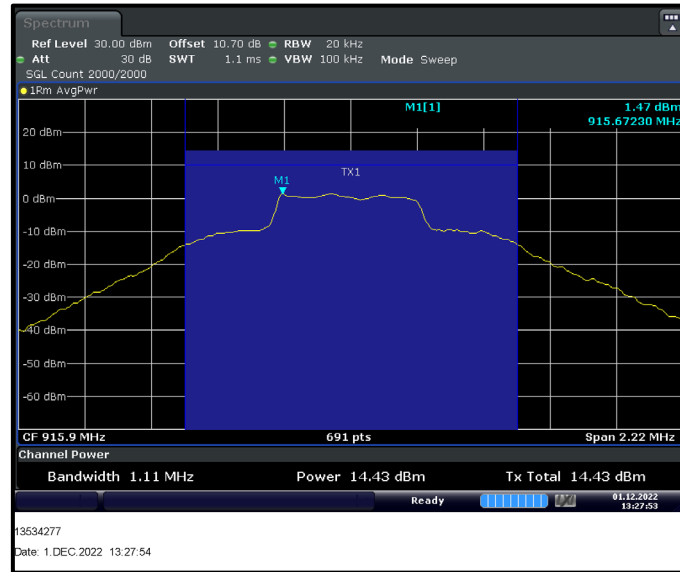 Spectrum
Ref Level 30.00 dBm Offset 10.70 dB RBW 20 kHz
Att 30 dB SWT 1.1 ms VBW 100 kHz Mode Sweep
SGL Count 2000/2000
1Rm AvgPwr
M1[1] 1.47 dBm
915.67230 MHz
20 dBm
10 dBm
TX1
M1
0 dBm
-10 dBm
-20 dBm
-30 dBm
-40 dBm
-50 dBm
-60 dBm
CF 915.9 MHz 691 pts Span 2.22 MHz
Channel Power
Bandwidth 1.11 MHz Power 14.43 dBm Tx Total 14.43 dBm
Ready 01.12.2022
13:27:53
13534277
Date: 1.DEC.2022 13:27:54